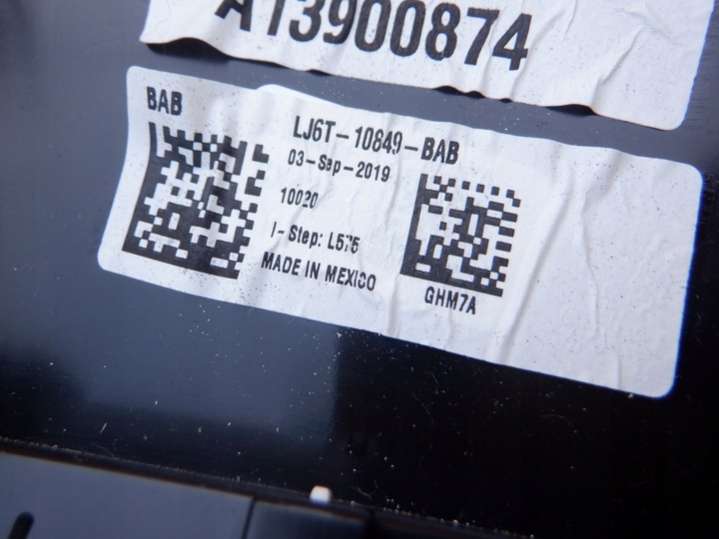 A13900874
BAB
LJ6T-10849-BAB
03-Sep-2019
10020
I-Step: L575
MADE IN MEXICO
GHM7A